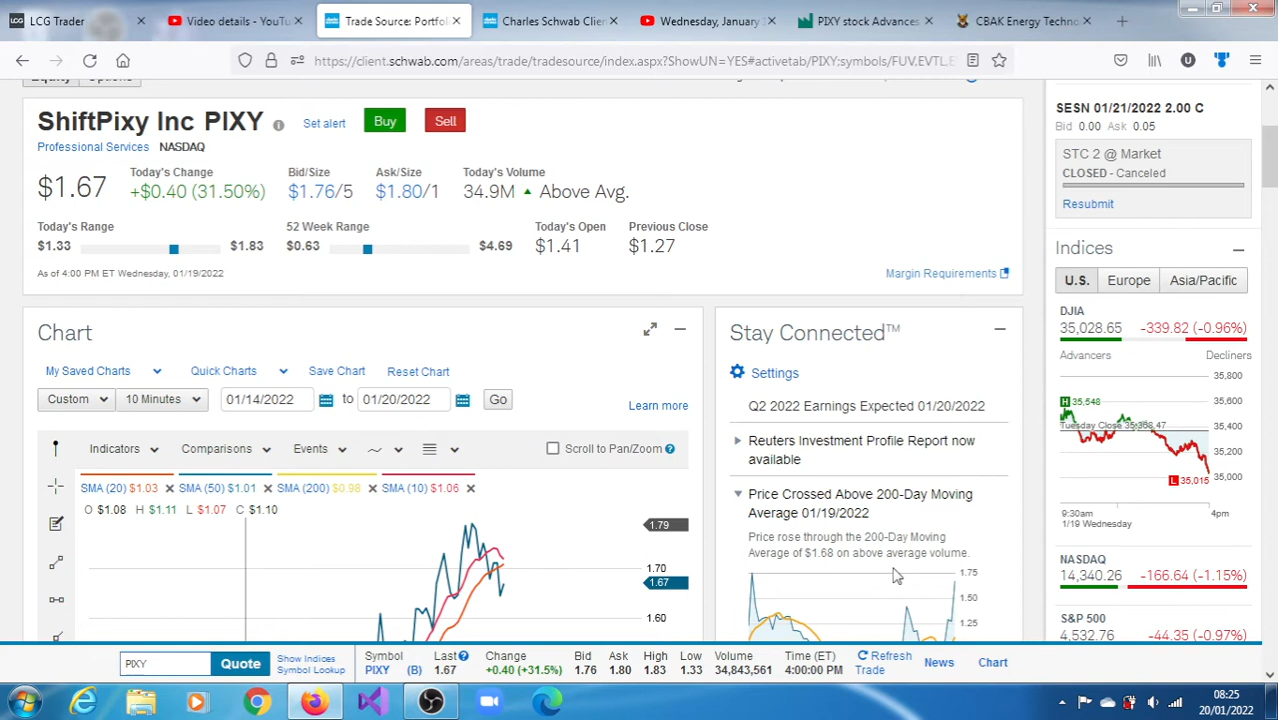 LCG Trader
Video details - YouTu
Trade Source: Portfol
Charles Schwab Clien
Wednesday, January
PIXY stock Advances
CBAK Energy Techno
https://client.schwab.com/areas/trade/tradesource/index.aspx?ShowUN=YES#activetab/PIXY:symbols/FUV,EVTL,E
Equity Options
ShiftPixy Inc PIXY
Set alert
Buy
Sell
Professional Services NASDAQ
$1.67
Today's Change
+$0.40 (31.50%)
Bid/Size
$1.76/5
Ask/Size
$1.80/1
Today's Volume
34.9M Above Avg.
Today's Range
$1.33 $1.83
52 Week Range
$0.63 $4.69
Today's Open
$1.41
Previous Close
$1.27
As of 4:00 PM ET Wednesday, 01/19/2022
Margin Requirements
Chart
My Saved Charts
Quick Charts
Save Chart
Reset Chart
Custom
10 Minutes
01/14/2022
to
01/20/2022
Go
Learn more
Indicators
Comparisons
Events
Scroll to Pan/Zoom
SMA (20) $1.03
SMA (50) $1.01
SMA (200) $0.98
SMA (10) $1.06
O $1.08 H $1.11 L $1.07 C $1.10
1.79
1.70
1.67
1.60
Stay Connected™
Settings
Q2 2022 Earnings Expected 01/20/2022
Reuters Investment Profile Report now
available
Price Crossed Above 200-Day Moving
Average 01/19/2022
Price rose through the 200-Day Moving
Average of $1.68 on above average volume.
1.75
1.50
1.25
SESN 01/21/2022 2.00 C
Bid 0.00 Ask 0.05
STC 2 @ Market
CLOSED - Canceled
Resubmit
Indices
U.S.
Europe
Asia/Pacific
DJIA
35,028.65 -339.82 (-0.96%)
Advancers Decliners
35,800
H 35,548
35,600
Tuesday Close 35,368.47
35,400
35,200
L 35,015
35,000
9:30am 4pm
1/19 Wednesday
NASDAQ
14,340.26 -166.64 (-1.15%)
S&P 500
4,532.76 -44.35 (-0.97%)
PIXY
Quote
Show Indices
Symbol Lookup
Symbol
PIXY (B)
Last
1.67
Change
+0.40 (+31.5%)
Bid
1.76
Ask
1.80
High
1.83
Low
1.33
Volume
34,843,561
Time (ET)
4:00:00 PM
Refresh
Trade
News
Chart
08:25
20/01/2022